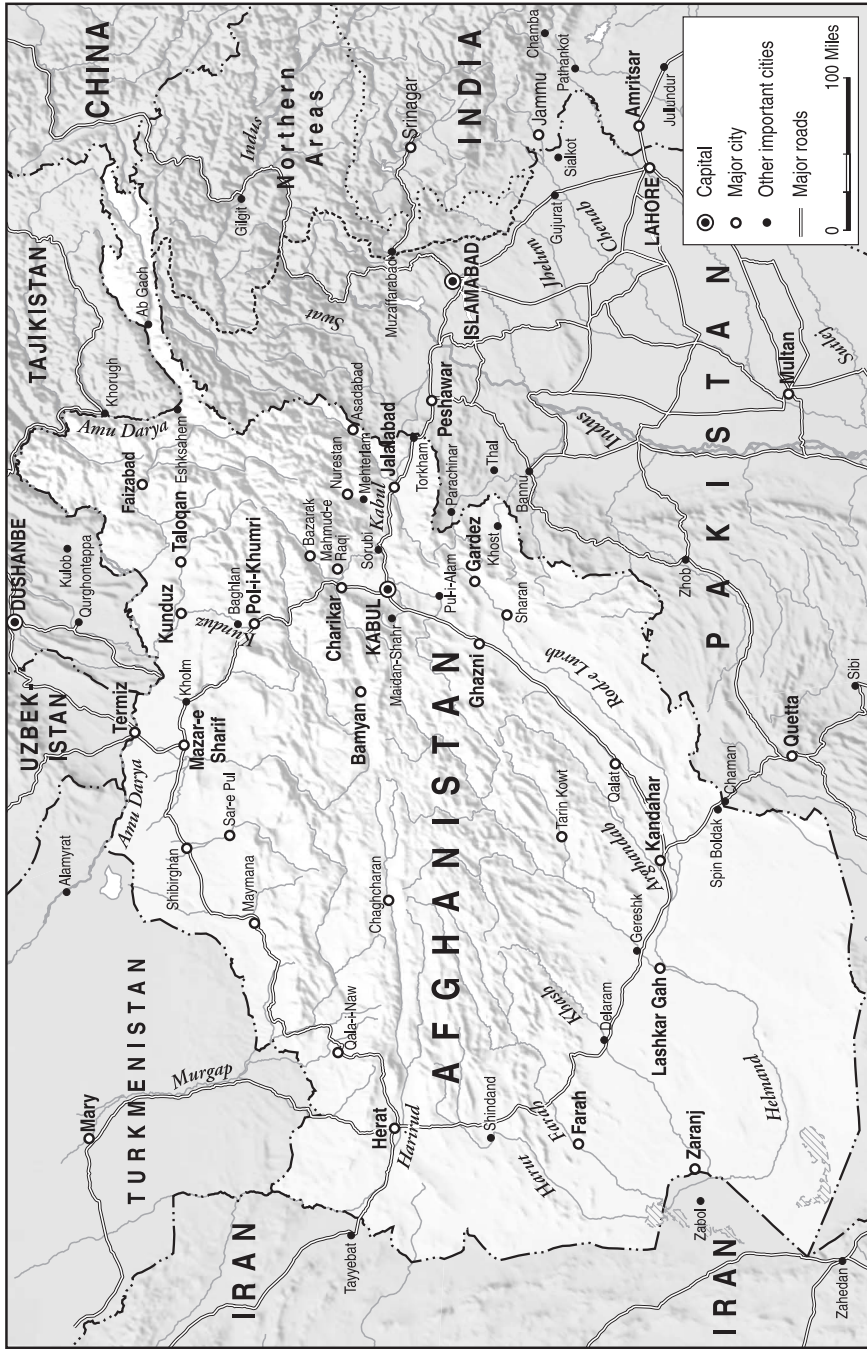 CHINA
TAJIKISTAN
DUSHANBE
UZBEK-
ISTAN
TURKMENISTAN
IRAN
Mary
Murgap
Alamyrat
Amu Darya
Termiz
Qurghonteppa
Kulob
Khorugh
Amu Darya
Ab Gach
Eshksahem
Faizabad
Taloqan
Kunduz
Kholm
Mazar-e
Sharif
Shibirghan
Sar-e Pul
Maymana
Baghlan
Pol-i-Khumri
Kunduz
Gilgit
Indus
Northern
Areas
Swat
Srinagar
Muzaffarabad
INDIA
Chamba
Pathankot
Jammu
Sialkot
Amritsar
Julundur
Gujurat
LAHORE
Chenab
Jhelum
ISLAMABAD
Peshawar
Asadabad
Nurestan
Mehterlam
Jalalabad
Torkham
Kabul
Sorubi
Bazarak
Mahmud-e
Raqi
Charikar
KABUL
Maidan-Shahr
Bamyan
Chaghcharan
Qala-i-Naw
Herat
Harirud
Tayyebat
AFGHANISTAN
Parachinar
Thal
Bannu
Pul-i-Alam
Gardez
Khost
Sharan
Ghazni
Rod-e Lurah
Tarin Kowt
Qalat
Arghandab
Kandahar
Gereshk
Lashkar Gah
Khash
Delaram
Shindand
Farah
Farah
Harut
Zaranj
Zabol
Helmand
IRAN
Zahedan
Spin Boldak
Chaman
Quetta
Sibi
Zhob
PAKISTAN
Indus
Multan
Sutlej
Capital
Major city
Other important cities
Major roads
0
100 Miles